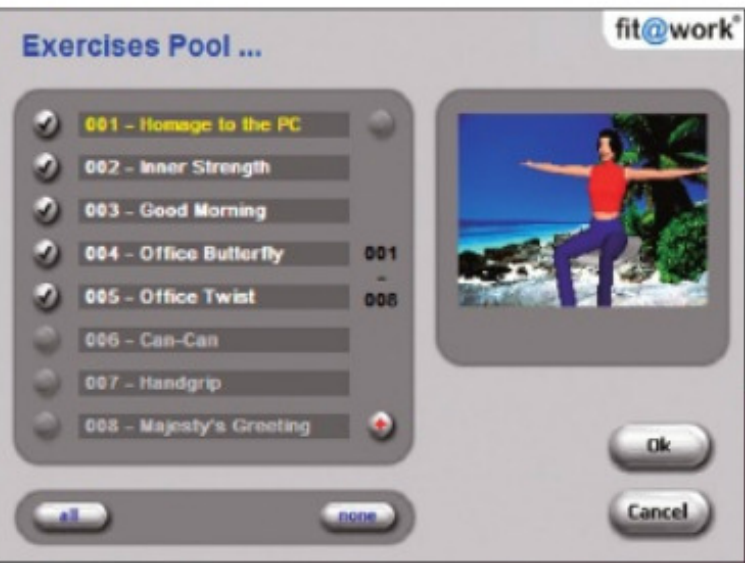 Exercises Pool ...
fit@work®
001 - Homage to the PC
002 - Inner Strength
003 - Good Morning
004 - Office Butterfly
005 - Office Twist
006 - Can-Can
007 - Handgrip
008 - Majesty's Greeting
001
-
008
all
none
Ok
Cancel